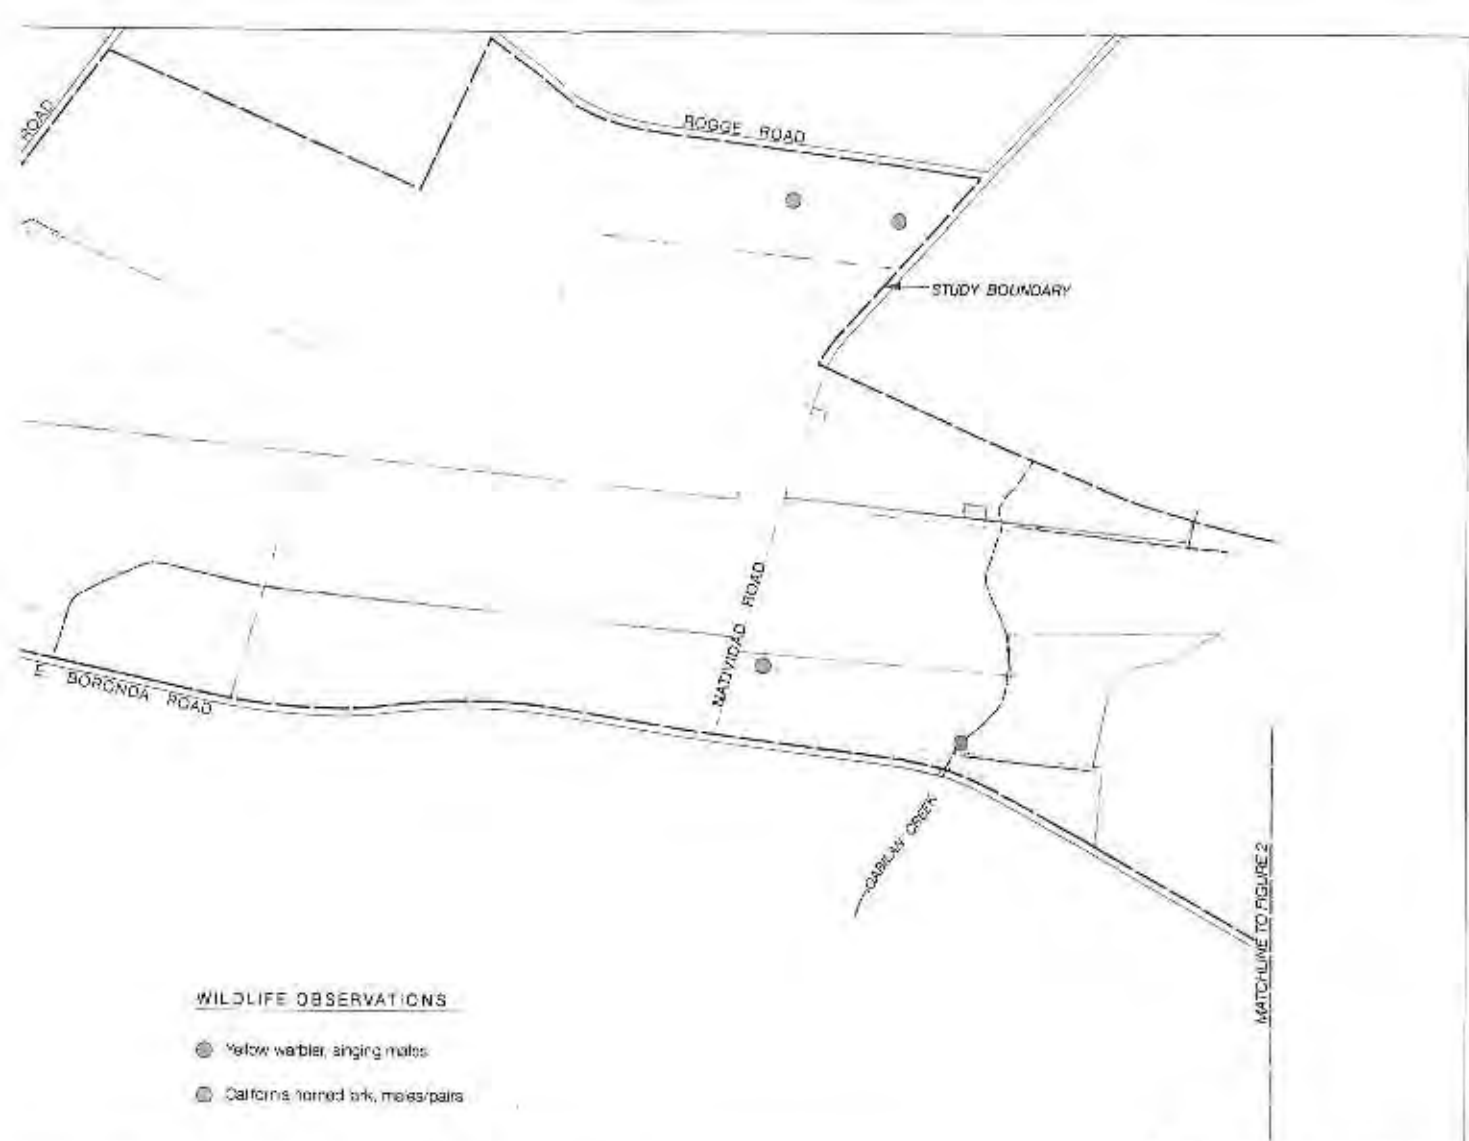 ROAD
ROGGE ROAD
STUDY BOUNDARY
NATIVIDAD ROAD
E BORONDA ROAD
GABILAN CREEK
MATCHLINE TO FIGURE 2
WILDLIFE OBSERVATIONS
Yellow warbler, singing males
California horned lark, males/pairs